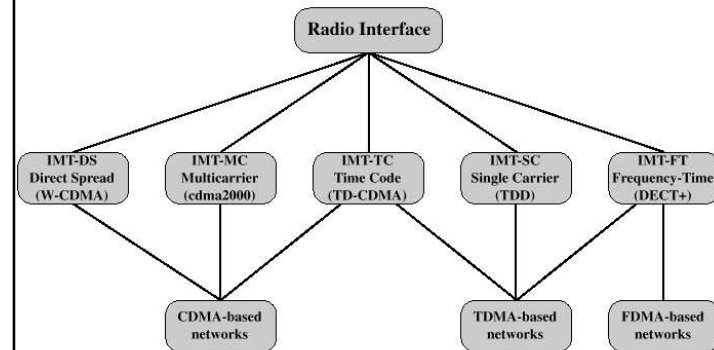 Radio Interface
IMT-DS
Direct Spread
(W-CDMA)
IMT-MC
Multicarrier
(cdma2000)
IMT-TC
Time Code
(TD-CDMA)
IMT-SC
Single Carrier
(TDD)
IMT-FT
Frequency-Time
(DECT+)
CDMA-based
networks
TDMA-based
networks
FDMA-based
networks